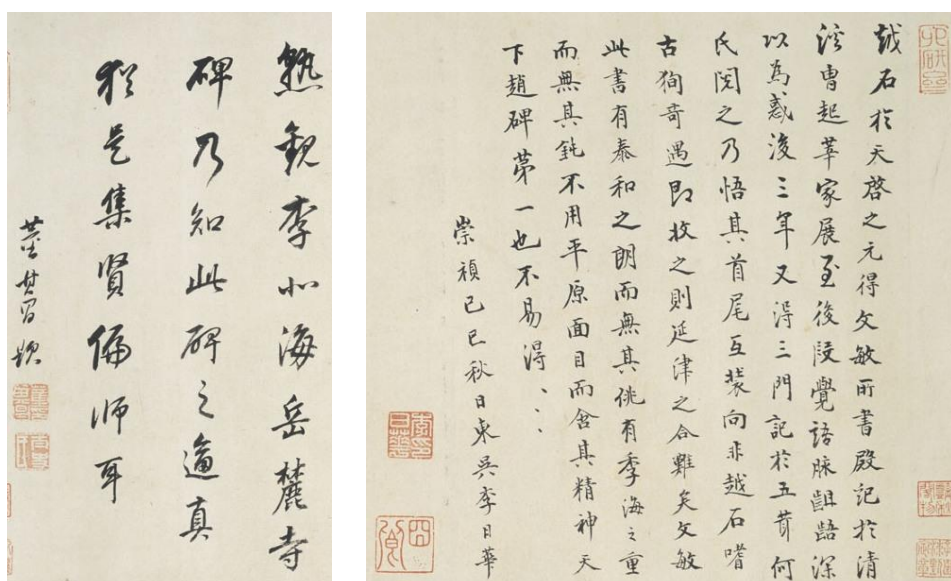 越石於天啓之元得文敏所書殿記於清
溪曹起莘家展至後段覺語脉齟齬深
以為惑後三年又得三門記於五茸何
氏閱之乃悟其首尾互裝向非越石嗜
古狥奇遇即收之則延津之合難矣文敏
此書有泰和之朗而無其佻有季海之重
而無其鈍不用平原面目而含其精神天
下趙碑苐一也不易得、、
崇禎己巳秋日東吳李日華
熟觀李北海岳麓寺
碑乃知此碑之逼真
猶是集賢偏師耳
董其昌題